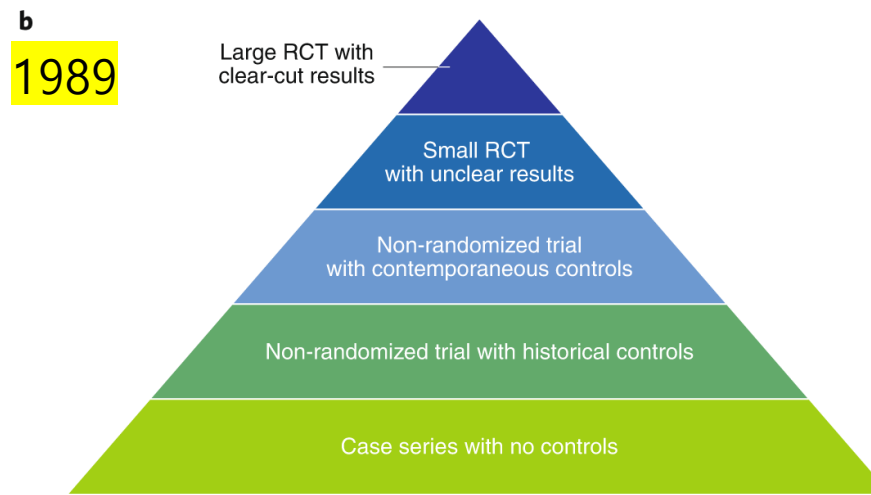 b
1989
Large RCT with
clear-cut results
Small RCT
with unclear results
Non-randomized trial
with contemporaneous controls
Non-randomized trial with historical controls
Case series with no controls